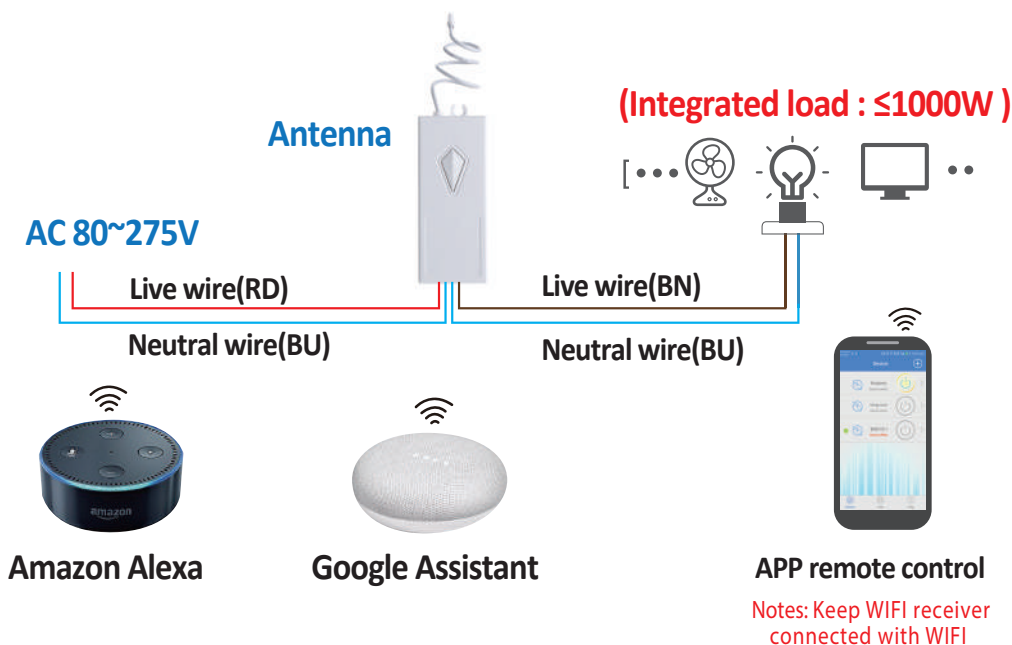 (Integrated load : ≤1000W )
Antenna
AC 80~275V
Live wire(RD)
Live wire(BN)
Neutral wire(BU)
Neutral wire(BU)
amazon
Amazon Alexa
Google Assistant
APP remote control
Notes: Keep WIFI receiver
connected with WIFI